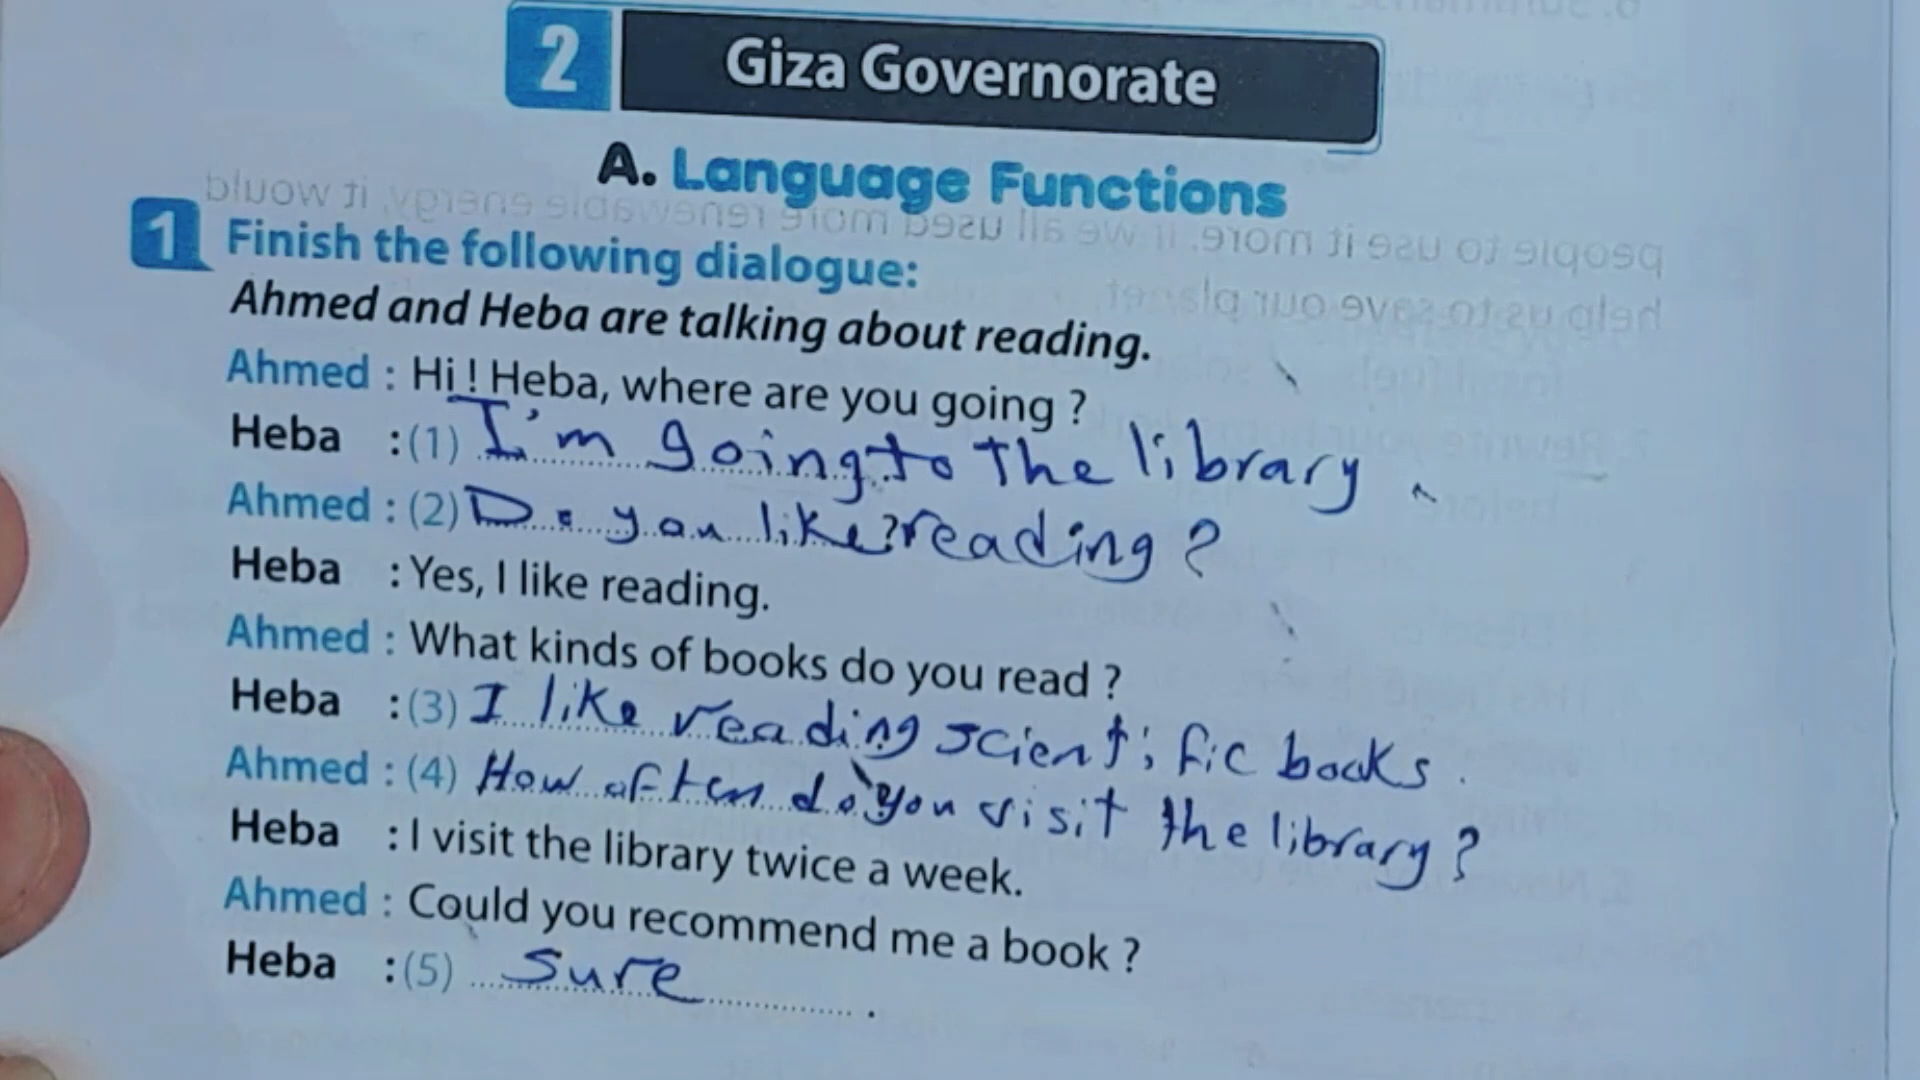 2 Giza Governorate
A. Language Functions
1 Finish the following dialogue:
Ahmed and Heba are talking about reading.
Ahmed : Hi ! Heba, where are you going ?
Heba : (1) I'm going to the library.
Ahmed : (2) Do you like ? reading ?
Heba : Yes, I like reading.
Ahmed : What kinds of books do you read ?
Heba : (3) I like reading scientific books.
Ahmed : (4) How often do you visit the library ?
Heba : I visit the library twice a week.
Ahmed : Could you recommend me a book ?
Heba : (5) Sure .